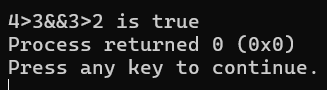 4>3&&3>2 is true
Process returned 0 (0x0)
Press any key to continue.